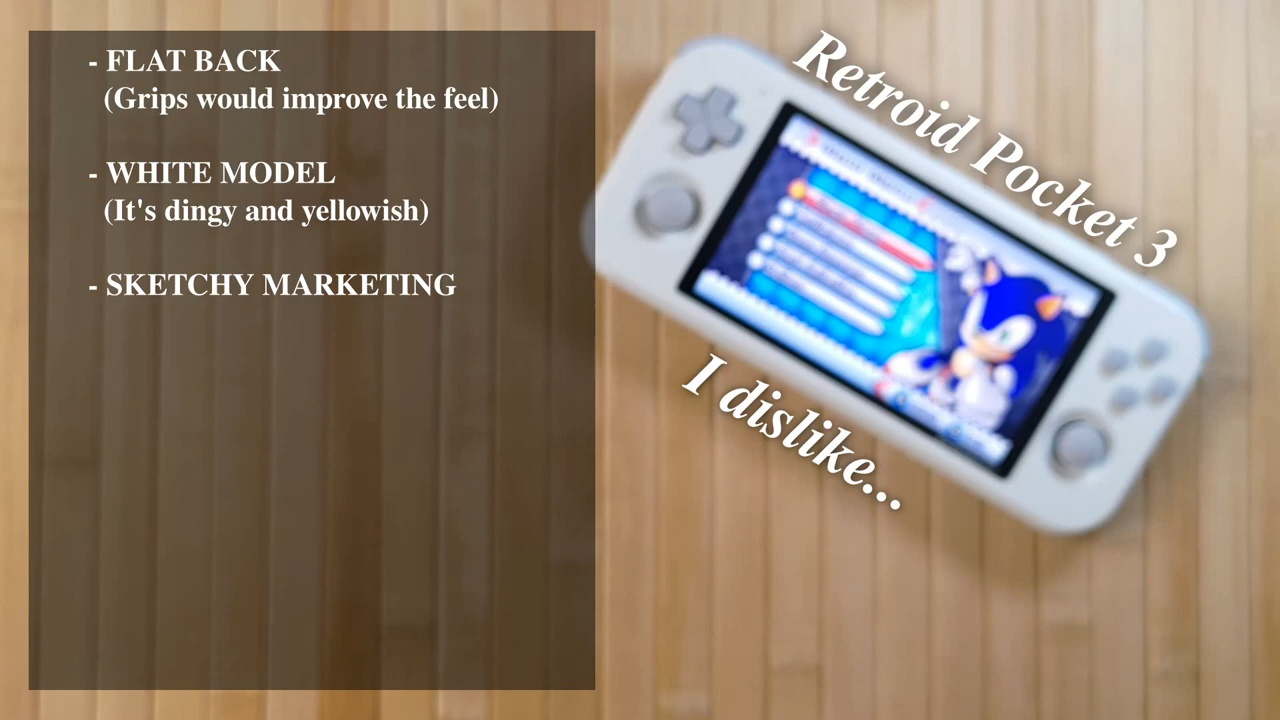 - FLAT BACK
(Grips would improve the feel)
- WHITE MODEL
(It's dingy and yellowish)
- SKETCHY MARKETING
Retroid Pocket 3
I dislike...